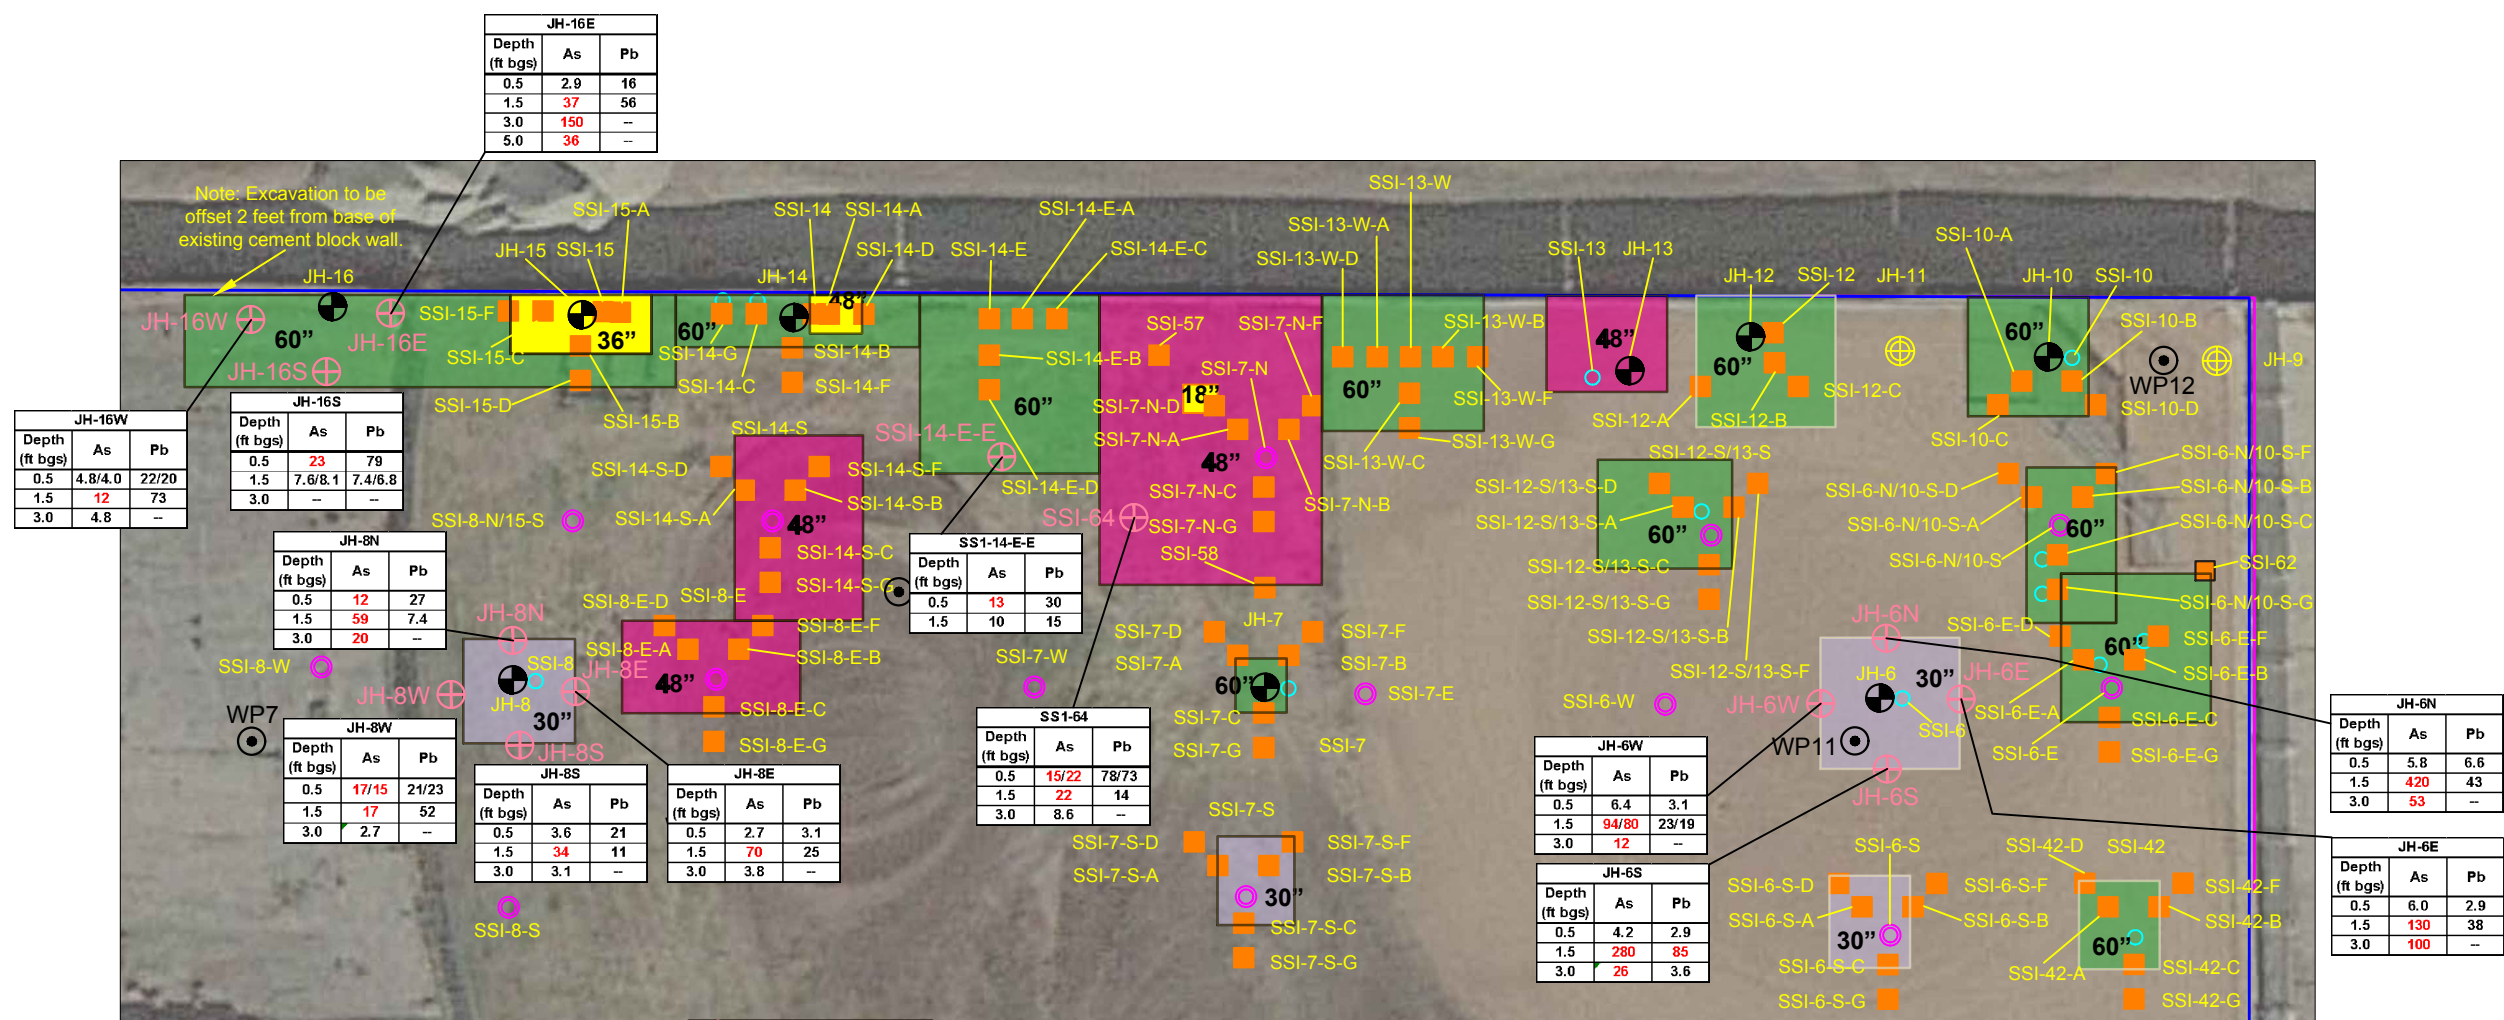 JH-16E
Depth (ft bgs) As Pb
0.5 2.9 16
1.5 37 56
3.0 150 --
5.0 36 --
Note: Excavation to be
offset 2 feet from base of
existing cement block wall.
SSI-15-A
SSI-14
SSI-14-A
SSI-14-E-A
SSI-13-W
SSI-13-W-A
SSI-10-A
JH-15
SSI-15
SSI-14-D
SSI-14-E
SSI-14-E-C
SSI-13-W-D
SSI-13
JH-13
JH-16
JH-14
JH-12
SSI-12
JH-11
JH-10
SSI-10
JH-16W
60”
JH-16E
SSI-15-F
36”
60”
48”
SSI-57
SSI-7-N-F
SSI-13-W-B
48”
60”
60”
SSI-10-B
SSI-15-C
SSI-14-G
SSI-14-B
SSI-14-E-B
JH-9
JH-16S
SSI-14-C
SSI-14-F
SSI-7-N
18”
60”
SSI-13-W-F
SSI-12-C
WP12
SSI-15-D
SSI-15-B
60”
SSI-7-N-D
SSI-12-A
SSI-12-B
SSI-10-D
SSI-14-S
SSI-14-E-E
SSI-7-N-A
SSI-13-W-G
SSI-10-C
JH-16W
Depth (ft bgs) As Pb
0.5 4.8/4.0 22/20
1.5 12 73
3.0 4.8 --
JH-16S
Depth (ft bgs) As Pb
0.5 23 79
1.5 7.6/8.1 7.4/6.8
3.0 -- --
SSI-14-S-D
SSI-14-S-F
48”
SSI-13-W-C
SSI-12-S/13-S
SSI-6-N/10-S-F
SSI-14-E-D
SSI-7-N-C
SSI-12-S/13-S-D
SSI-6-N/10-S-D
SSI-6-N/10-S-B
SSI-14-S-B
SSI-7-N-B
SSI-8-N/15-S
SSI-14-S-A
48”
SSI-64
SSI-7-N-G
SSI-12-S/13-S-A
60”
SSI-6-N/10-S-A
60”
SSI-6-N/10-S-C
SSI-14-S-C
SSI-58
SSI-12-S/13-S-C
SSI-6-N/10-S
SSI-62
SSI-14-S-G
SSI-12-S/13-S-G
SSI-6-N/10-S-G
JH-8N
Depth (ft bgs) As Pb
0.5 12 27
1.5 59 7.4
3.0 20 --
SS1-14-E-E
Depth (ft bgs) As Pb
0.5 13 30
1.5 10 15
JH-8N
SSI-8-E-D
SSI-8-E
SSI-8-E-F
SSI-7-D
JH-7
SSI-7-F
SSI-12-S/13-S-B
JH-6N
SSI-6-E-D
60”
SSI-6-E-F
SSI-8-W
SSI-8
JH-8E
SSI-8-E-A
SSI-8-E-B
SSI-7-W
SSI-7-A
SSI-7-B
SSI-12-S/13-S-F
JH-6
30”
JH-6E
SSI-6-E-B
JH-8W
JH-8
48”
60”
SSI-7-E
SSI-6-W
JH-6W
SSI-6
SSI-6-E-A
WP7
30”
SSI-8-E-C
SSI-7-C
SSI-6-E-C
JH-8S
SSI-8-E-G
SSI-7-G
SSI-7
WP11
SSI-6-E
SSI-6-E-G
JH-6S
JH-8W
Depth (ft bgs) As Pb
0.5 17/15 21/23
1.5 17 52
3.0 2.7 --
JH-8S
Depth (ft bgs) As Pb
0.5 3.6 21
1.5 34 11
3.0 3.1 --
JH-8E
Depth (ft bgs) As Pb
0.5 2.7 3.1
1.5 70 25
3.0 3.8 --
SS1-64
Depth (ft bgs) As Pb
0.5 15/22 78/73
1.5 22 14
3.0 8.6 --
JH-6W
Depth (ft bgs) As Pb
0.5 6.4 3.1
1.5 94/80 23/19
3.0 12 --
JH-6N
Depth (ft bgs) As Pb
0.5 5.8 6.6
1.5 420 43
3.0 53 --
JH-6S
Depth (ft bgs) As Pb
0.5 4.2 2.9
1.5 280 85
3.0 26 3.6
JH-6E
Depth (ft bgs) As Pb
0.5 6.0 2.9
1.5 130 38
3.0 100 --
SSI-8-S
SSI-7-S
SSI-7-S-D
SSI-7-S-F
SSI-7-S-A
SSI-7-S-B
30”
SSI-7-S-C
SSI-7-S-G
SSI-6-S
SSI-6-S-D
SSI-6-S-F
SSI-6-S-A
SSI-6-S-B
30”
SSI-6-S-C
SSI-6-S-G
SSI-42-D
SSI-42
SSI-42-F
SSI-42-B
60”
SSI-42-A
SSI-42-C
SSI-42-G